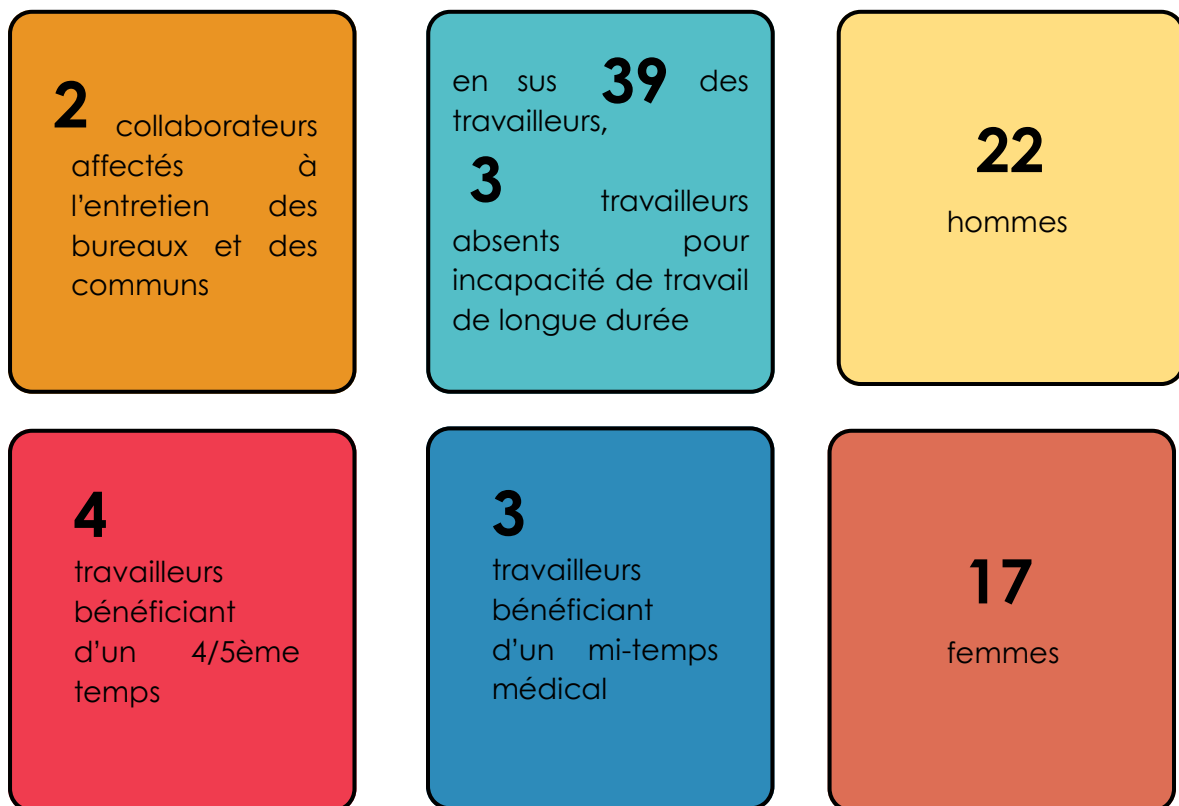 2 collaborateurs
affectés à
l'entretien des
bureaux et des
communs
en sus 39 des
travailleurs,
3 travailleurs
absents pour
incapacité de travail
de longue durée
22
hommes
4
travailleurs
bénéficiant
d'un 4/5ème
temps
3
travailleurs
bénéficiant
d'un mi-temps
médical
17
femmes